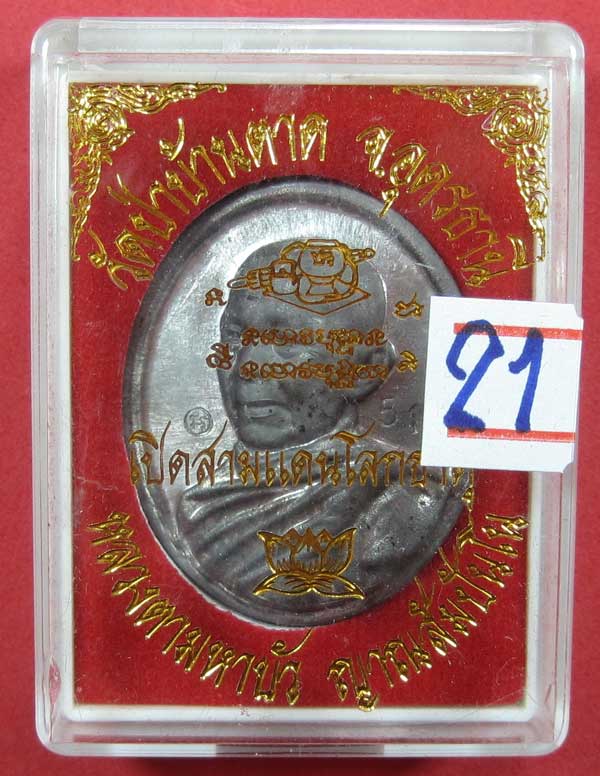 วัดป่าบ้านตาด จ.อุดรธานี
21
เปิดสามแดนโลกธาตุ
หลวงตามหาบัว ญาณสัมปันโน